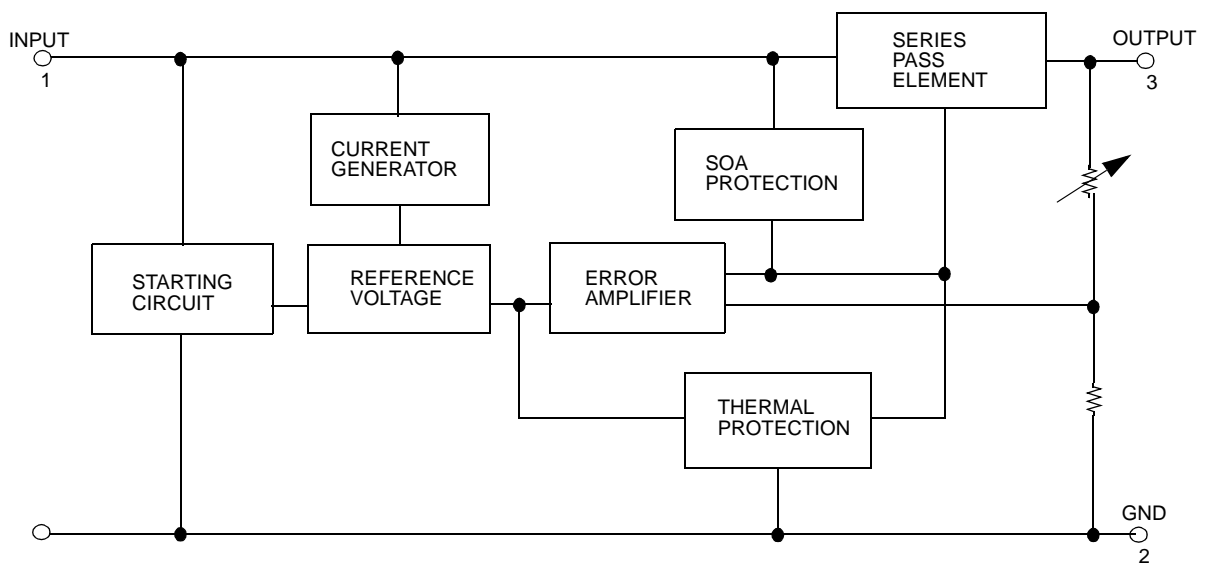 INPUT
1
SERIES
PASS
ELEMENT
OUTPUT
3
CURRENT
GENERATOR
SOA
PROTECTION
STARTING
CIRCUIT
REFERENCE
VOLTAGE
ERROR
AMPLIFIER
THERMAL
PROTECTION
GND
2